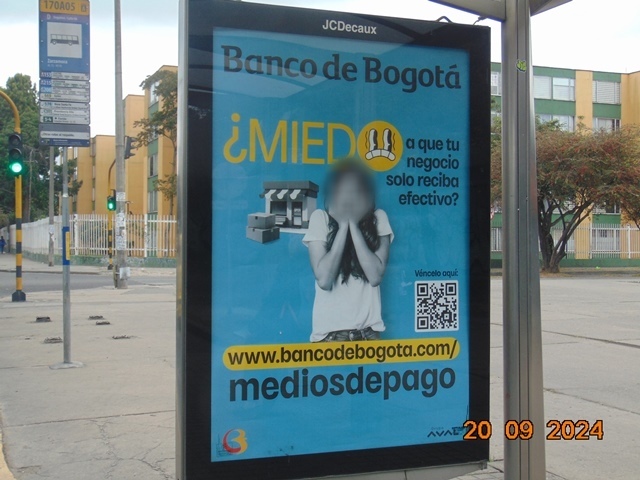 170A05
JCDecaux
Banco de Bogotá
¿MIEDO
a que tu
negocio
solo reciba
efectivo?
Véncelo aquí:
www.bancodebogota.com/
mediosdepago
AVAL
20 09 2024